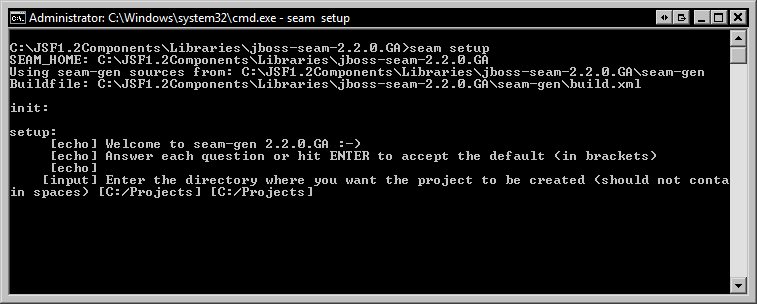 Administrator: C:\Windows\system32\cmd.exe - seam setup
C:\JSF1.2Components\Libraries\jboss-seam-2.2.0.GA>seam setup
SEAM_HOME: C:\JSF1.2Components\Libraries\jboss-seam-2.2.0.GA
Using seam-gen sources from: C:\JSF1.2Components\Libraries\jboss-seam-2.2.0.GA\seam-gen
Buildfile: C:\JSF1.2Components\Libraries\jboss-seam-2.2.0.GA\seam-gen\build.xml
init:
setup:
[echo] Welcome to seam-gen 2.2.0.GA :-)
[echo] Answer each question or hit ENTER to accept the default (in brackets)
[echo]
[input] Enter the directory where you want the project to be created (should not conta
in spaces) [C:/Projects] [C:/Projects]